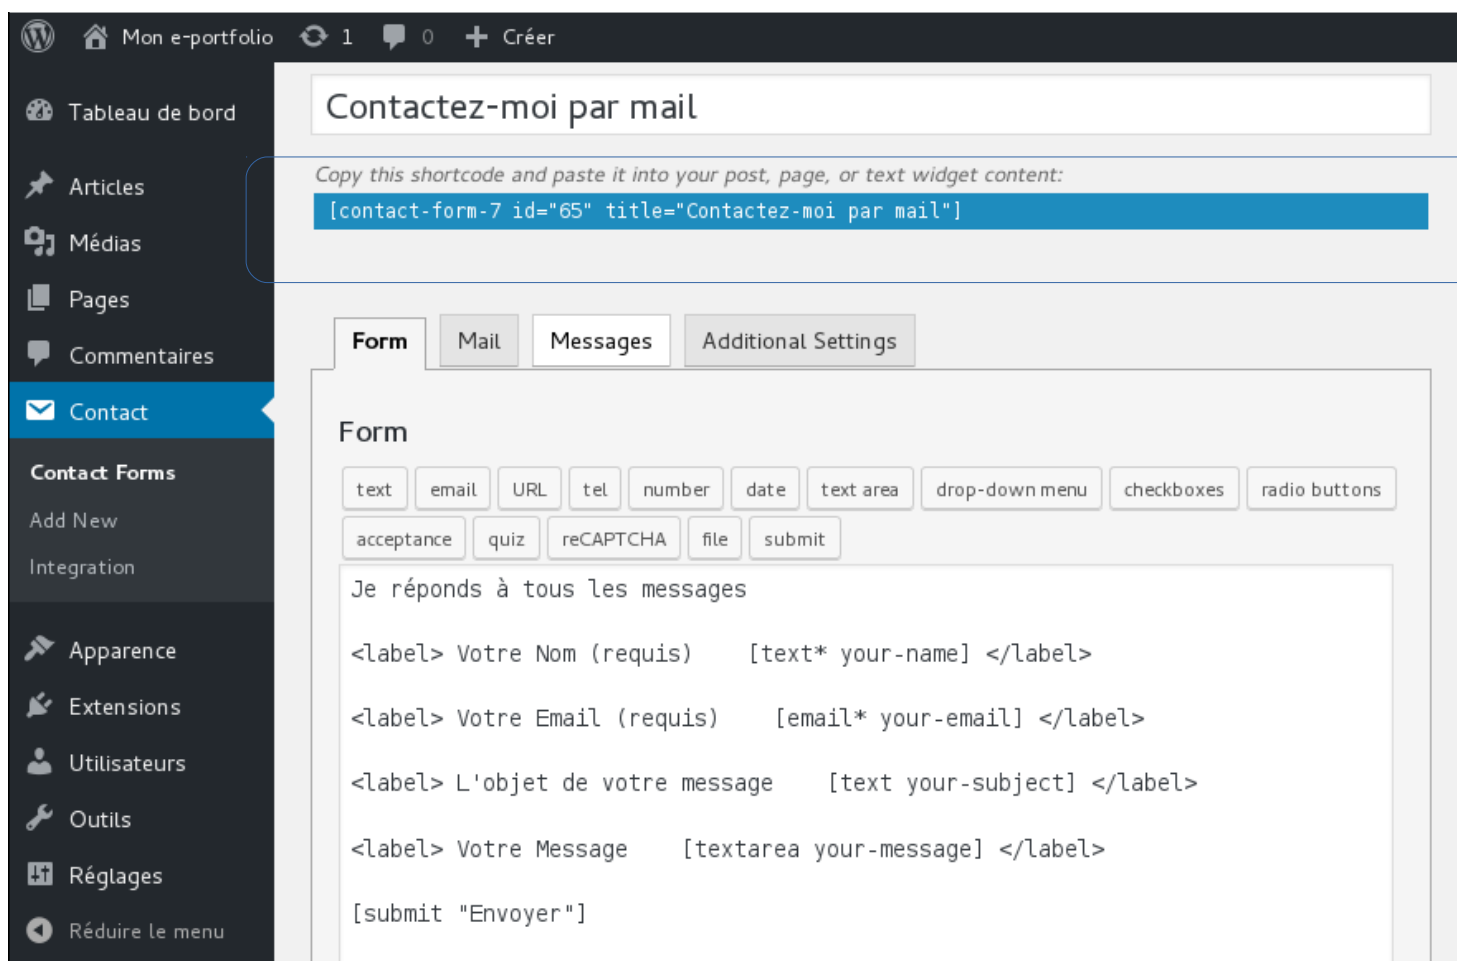 Mon e-portfolio 1 0 Créer
Tableau de bord
Articles
Médias
Pages
Commentaires
Contact
Contact Forms
Add New
Integration
Apparence
Extensions
Utilisateurs
Outils
Réglages
Réduire le menu
Contactez-moi par mail
Copy this shortcode and paste it into your post, page, or text widget content:
[contact-form-7 id="65" title="Contactez-moi par mail"]
Form Mail Messages Additional Settings
Form
text email URL tel number date text area drop-down menu checkboxes radio buttons
acceptance quiz reCAPTCHA file submit
Je réponds à tous les messages
<label> Votre Nom (requis) [text* your-name] </label>
<label> Votre Email (requis) [email* your-email] </label>
<label> L'objet de votre message [text your-subject] </label>
<label> Votre Message [textarea your-message] </label>
[submit "Envoyer"]